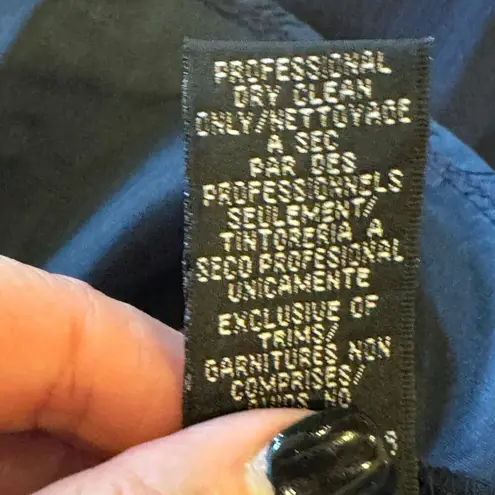 PROFESSIONAL
DRY CLEAN
ONLY/NETTOYAGE
A SEC
PAR DES
PROFESSIONNELS
SEULEMENT//
TINTORERIA A
SECO PROFESIONAL
UNICAMENTE
EXCLUSIVE OF
TRIMS//
GARNITURES NON
COMPRISES//
NO
S